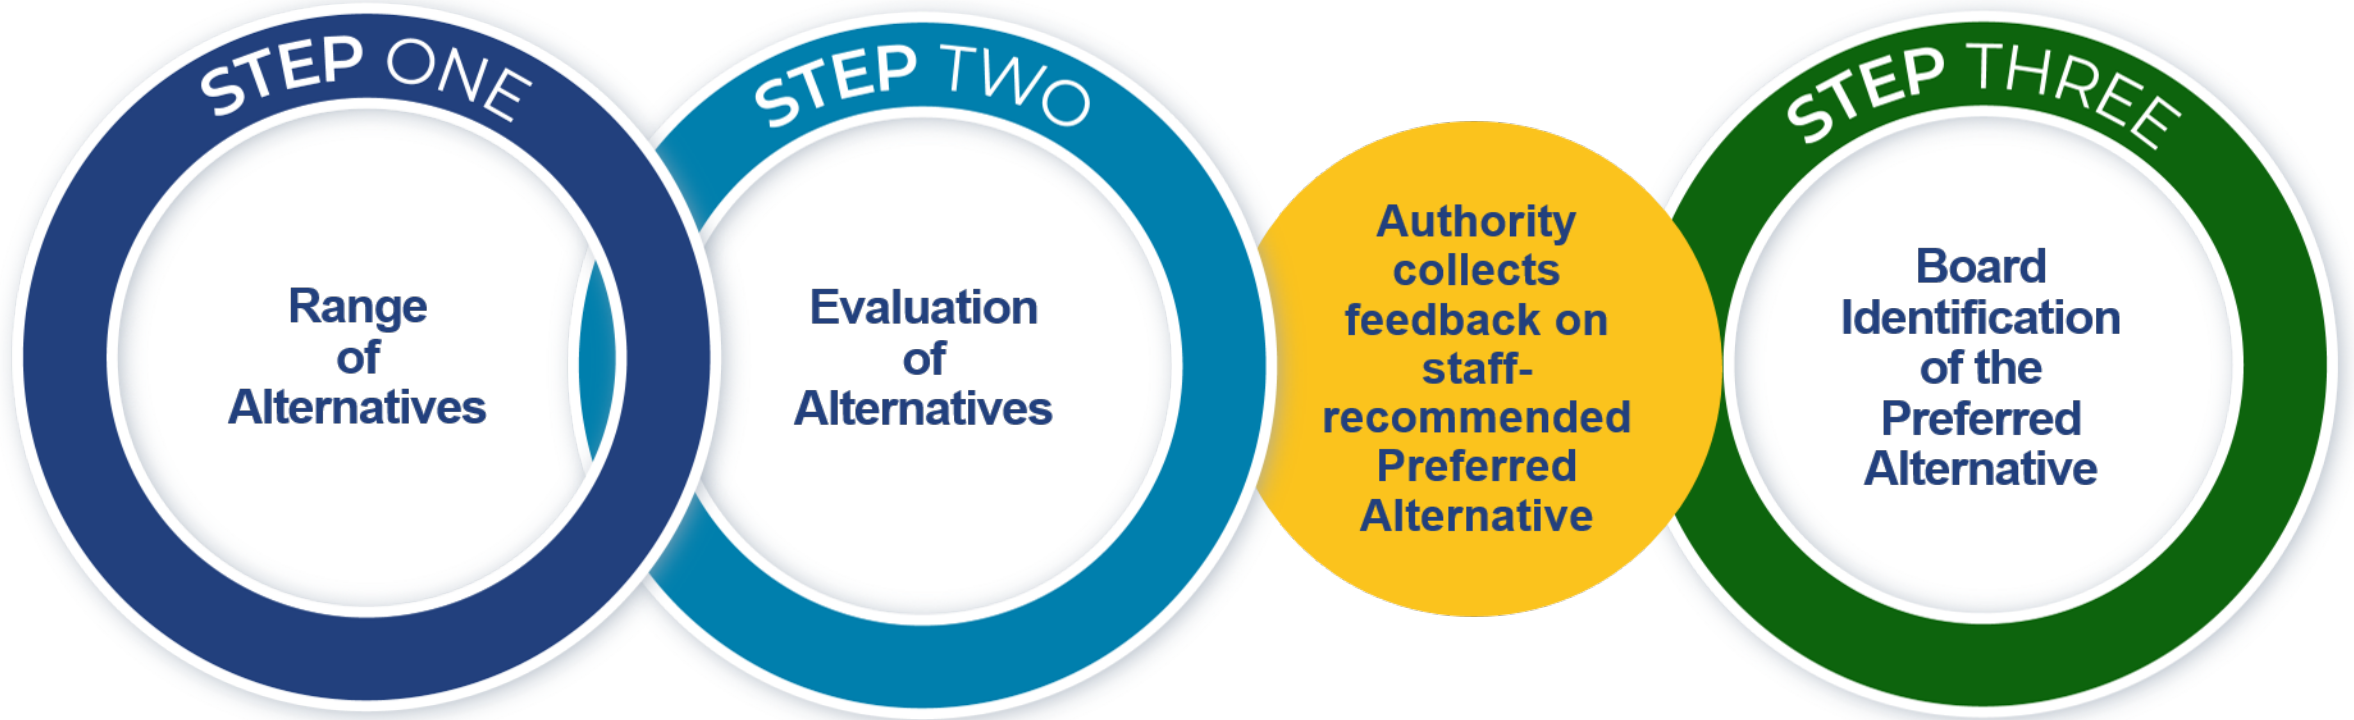 STEP ONE
Range
of
Alternatives
STEP TWO
Evaluation
of
Alternatives
Authority
collects
feedback on
staff-
recommended
Preferred
Alternative
STEP THREE
Board
Identification
of the
Preferred
Alternative